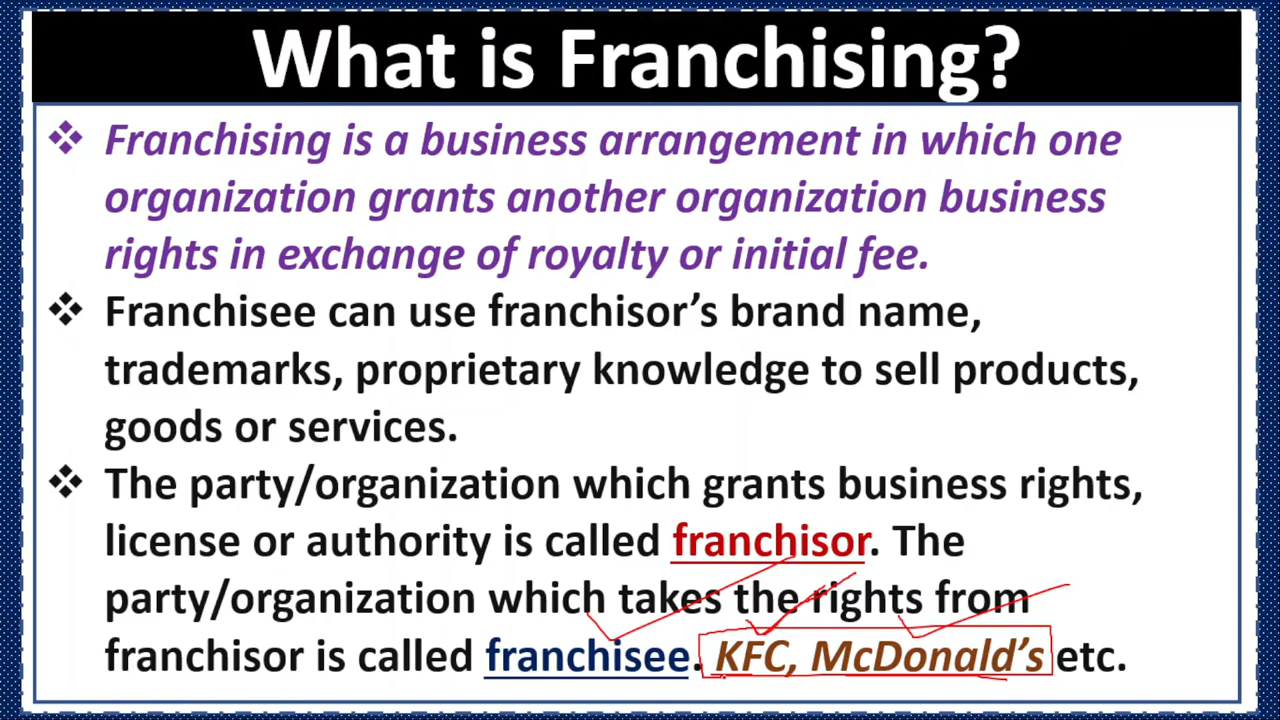 What is Franchising?
❖ Franchising is a business arrangement in which one
organization grants another organization business
rights in exchange of royalty or initial fee.
❖ Franchisee can use franchisor’s brand name,
trademarks, proprietary knowledge to sell products,
goods or services.
❖ The party/organization which grants business rights,
license or authority is called franchisor. The
party/organization which takes the rights from
franchisor is called franchisee. KFC, McDonald’s etc.